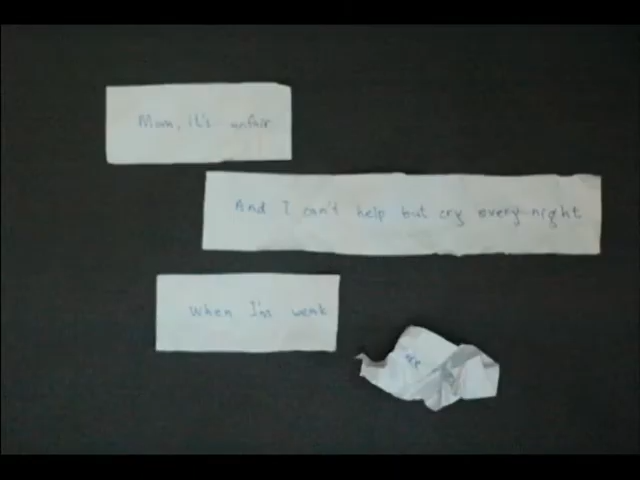 Mom, it's unfair
And I can't help but cry every night
When I'm weak